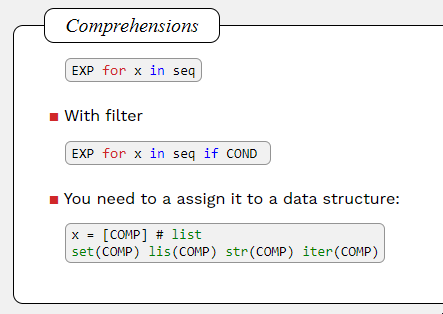 Comprehensions
EXP for x in seq
With filter
EXP for x in seq if COND
You need to a assign it to a data structure:
x = [COMP] # list
set(COMP) lis(COMP) str(COMP) iter(COMP)